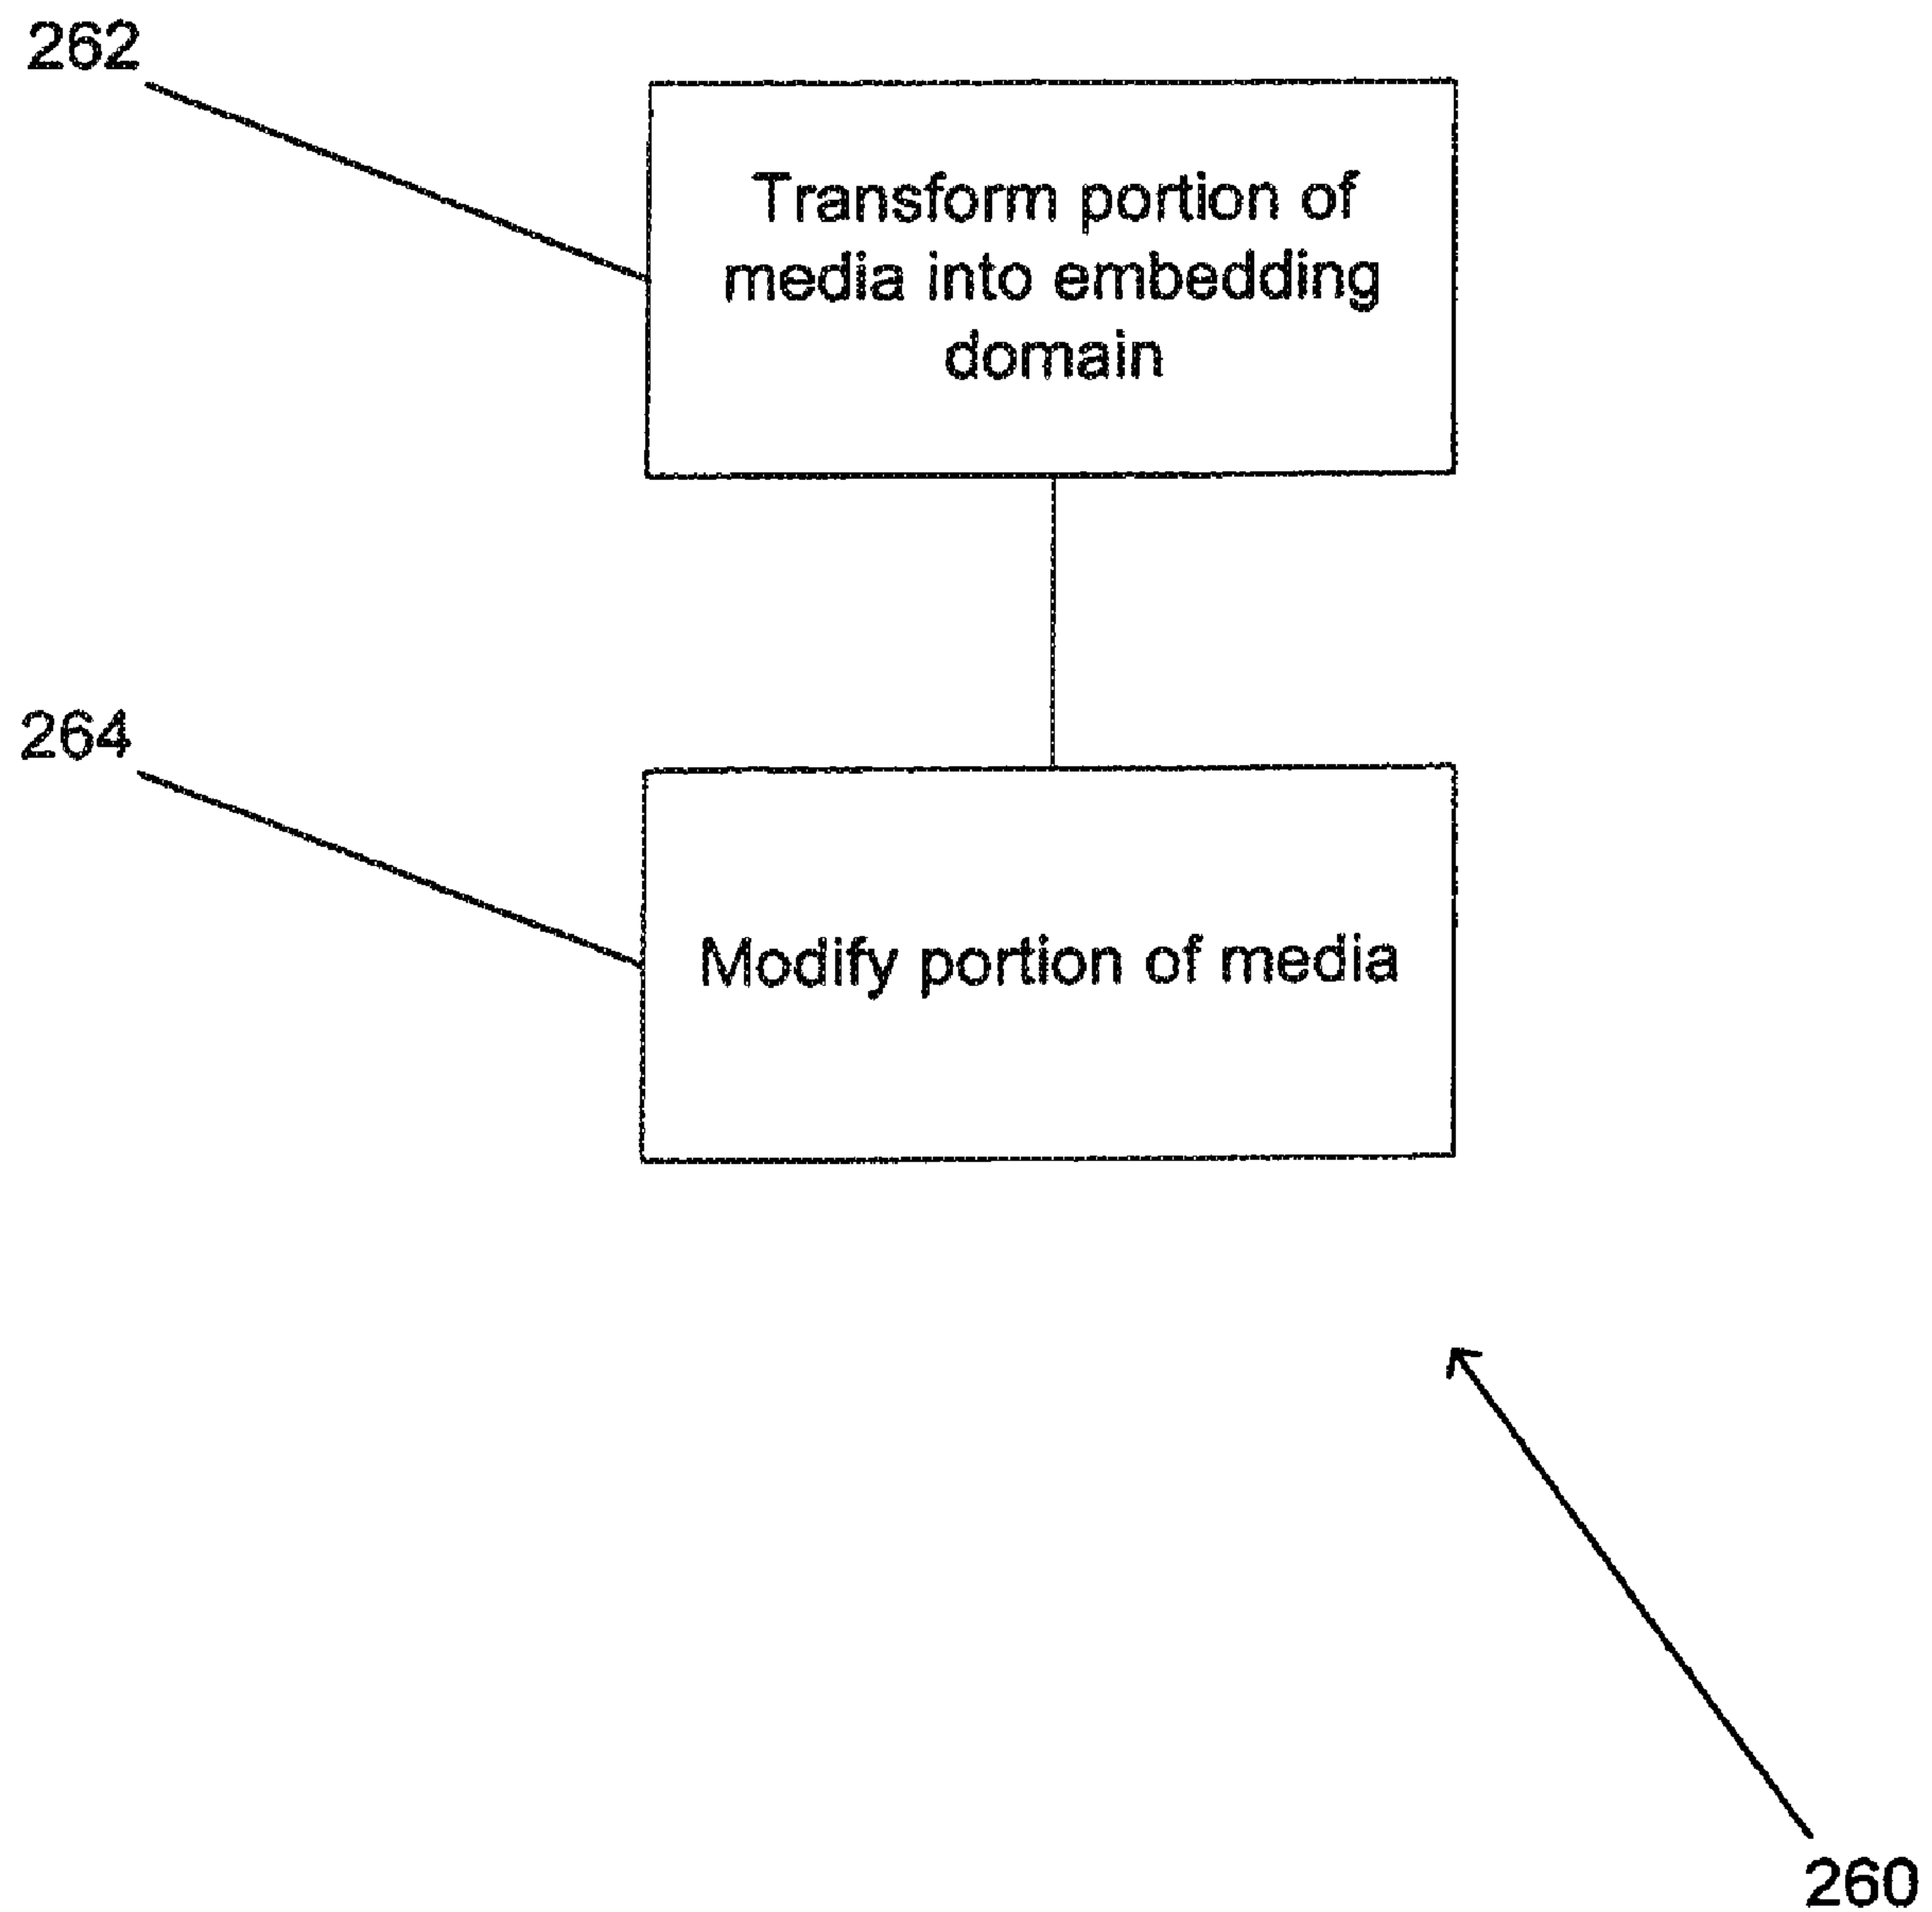 262
Transform portion of
media into embedding
domain
264
Modify portion of media
260